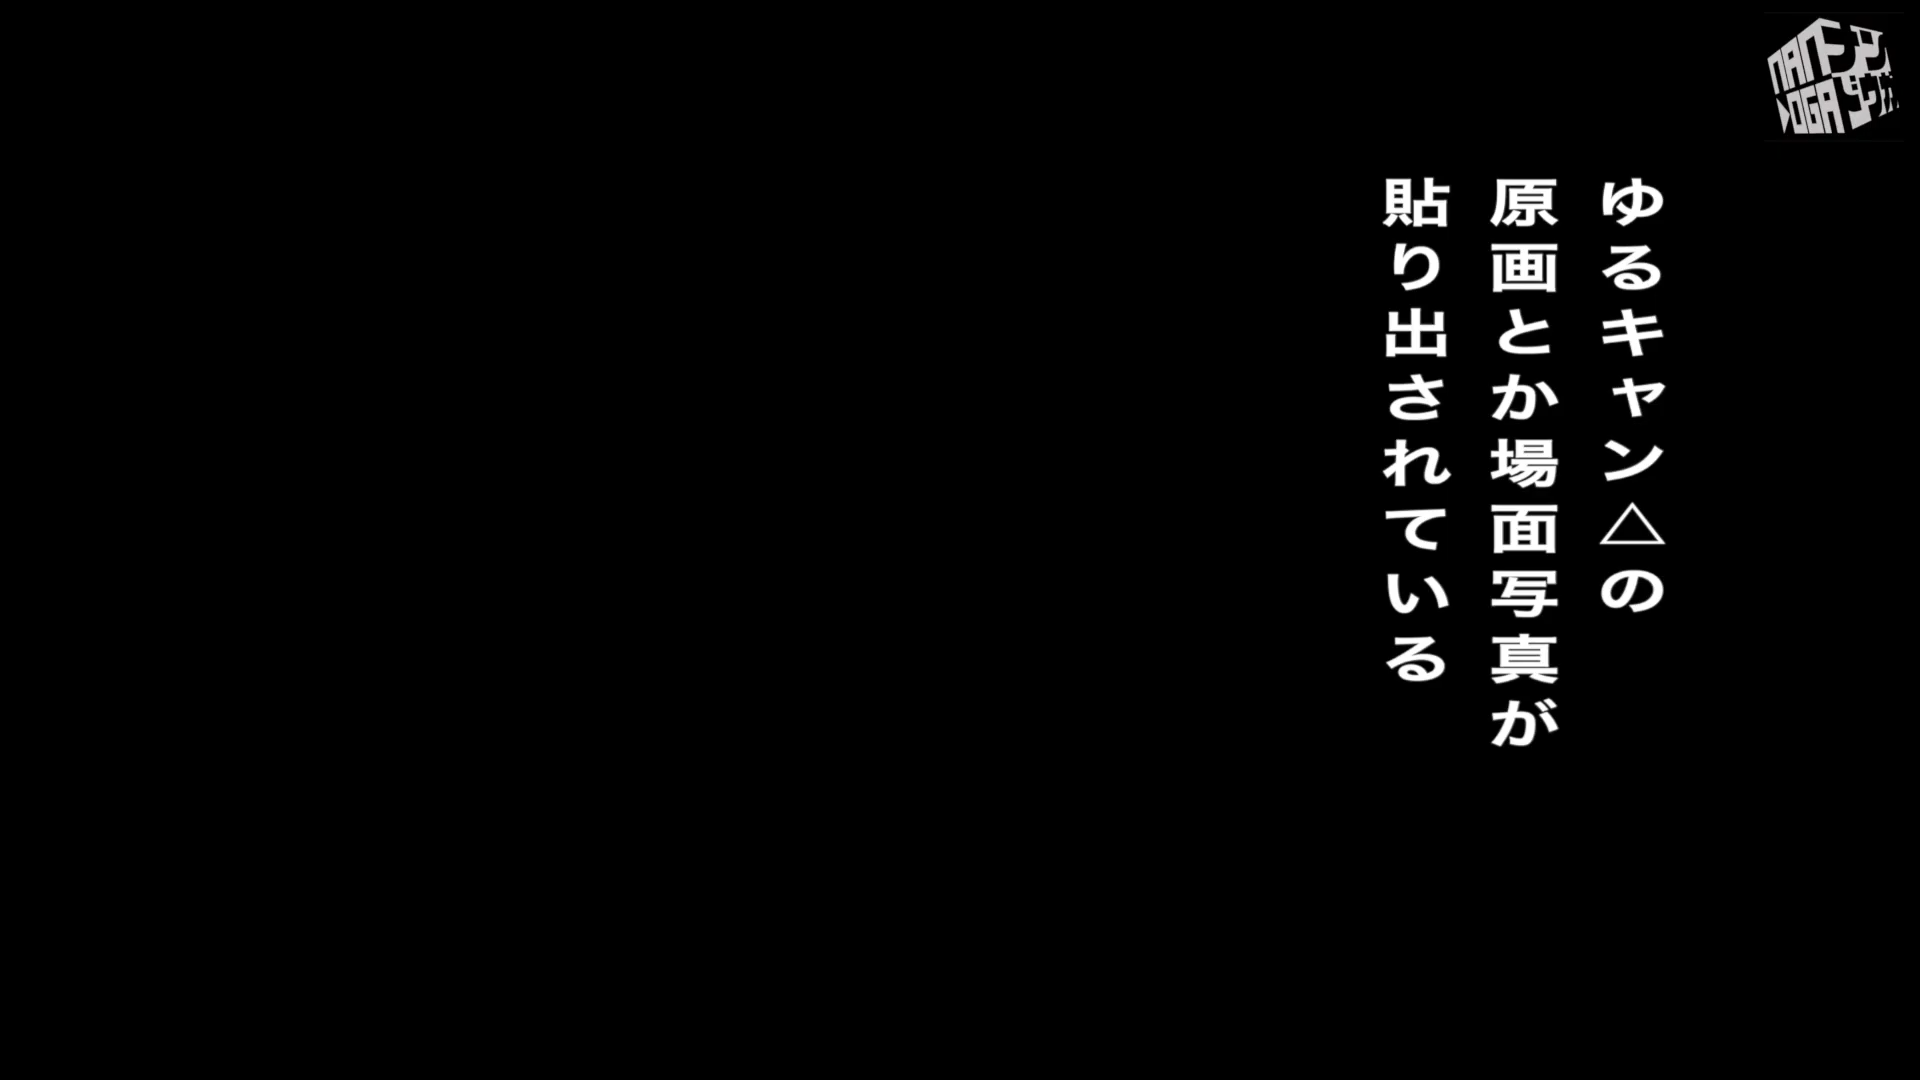 ゆるキャン△の
原画とか場面写真が
貼り出されている